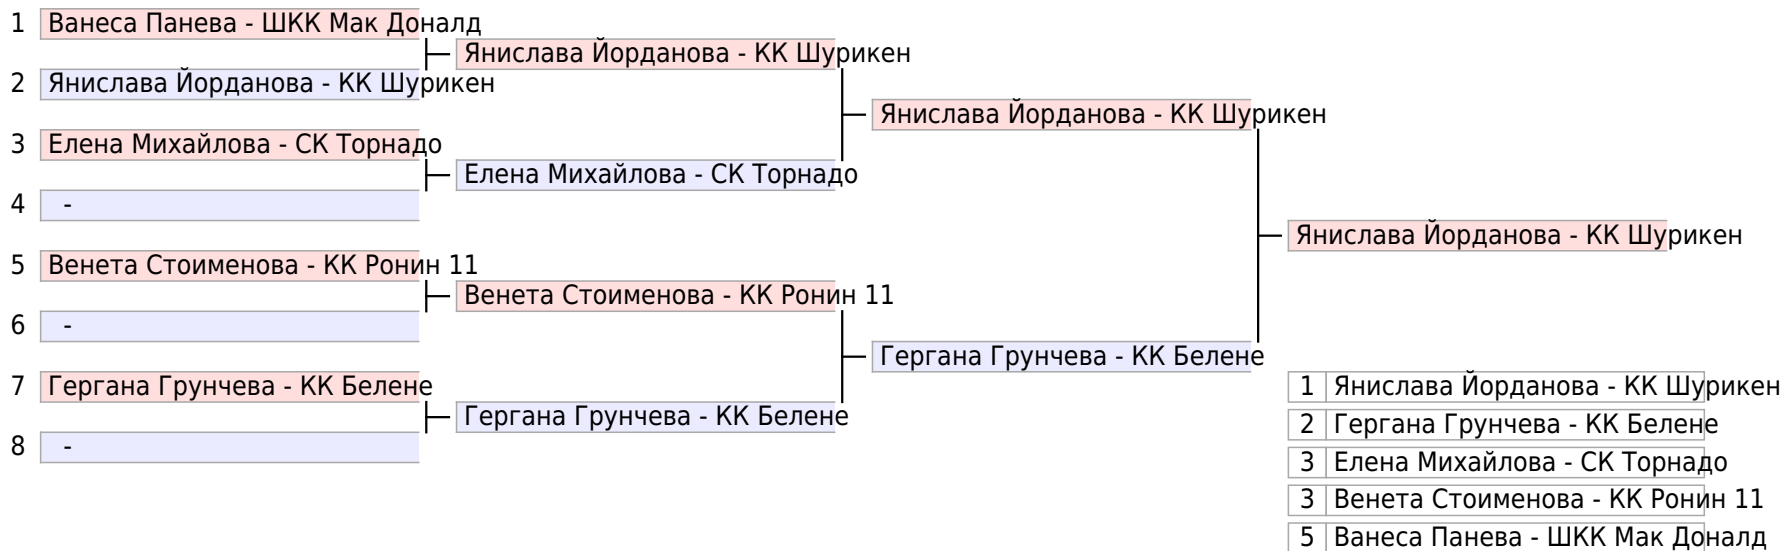 1 Ванеса Панева - ШКК Мак Доналд
Янислава Йорданова - КК Шурикен
2 Янислава Йорданова - КК Шурикен
Янислава Йорданова - КК Шурикен
3 Елена Михайлова - СК Торнадо
Елена Михайлова - СК Торнадо
4 -
Янислава Йорданова - КК Шурикен
5 Венета Стоименова - КК Ронин 11
Венета Стоименова - КК Ронин 11
6 -
Гергана Грунчева - КК Белене
7 Гергана Грунчева - КК Белене
Гергана Грунчева - КК Белене
8 -
1 Янислава Йорданова - КК Шурикен
2 Гергана Грунчева - КК Белене
3 Елена Михайлова - СК Торнадо
3 Венета Стоименова - КК Ронин 11
5 Ванеса Панева - ШКК Мак Доналд